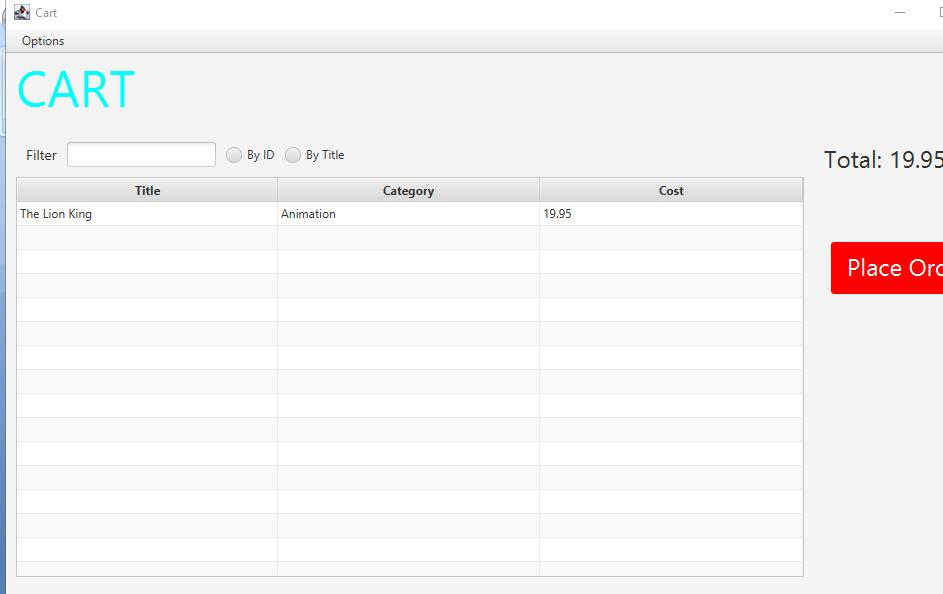 Cart
Options
CART
Filter By ID By Title
Total: 19.95
Title Category Cost
The Lion King Animation 19.95
Place Ord